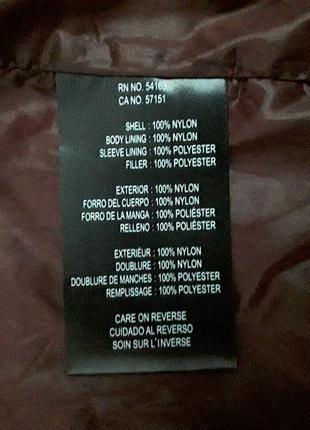 RN NO. 54163
CA NO. 57151
SHELL : 100% NYLON
BODY LINING : 100% NYLON
SLEEVE LINING : 100% POLYESTER
FILLER : 100% POLYESTER
EXTERIOR : 100% NYLON
FORRO DEL CUERPO : 100% NYLON
FORRO DE LA MANGA : 100% POLIÉSTER
RELLENO : 100% POLIÉSTER
EXTERIÉUR : 100% NYLON
DOUBLURE : 100% NYLON
DOUBLURE DE MANCHES : 100% POLYESTER
REMPLISSAGE : 100% POLYESTER
CARE ON REVERSE
CUIDADO AL REVERSO
SOIN SUR L'INVERSE